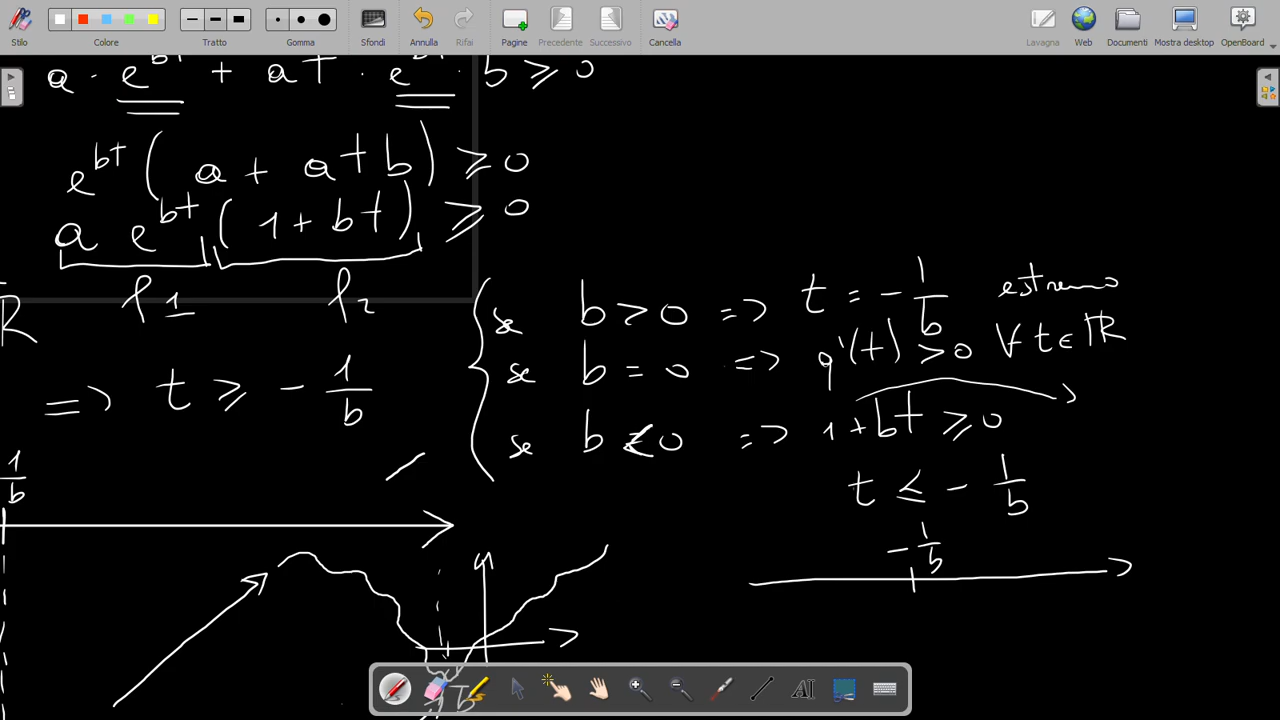 Stilo Colore Tratto Gomma Sfondi Annulla Rifai Pagine Precedente Successivo Cancella Lavagna Web Documenti Mostra desktop OpenBoard
a · e^bt + at · e^bt · b ≥ 0
e^bt ( a + atb ) ≥ 0
a e^bt ( 1 + bt ) ≥ 0
f1 f2
R
=> t ≥ - 1/b
se b > 0 => t = - 1/b estremo
se b = 0 => g'(t) > 0 ∀ t ∈ R
se b < 0 => 1 + bt ≥ 0
t ≤ - 1/b
- 1/b
1/b
AI